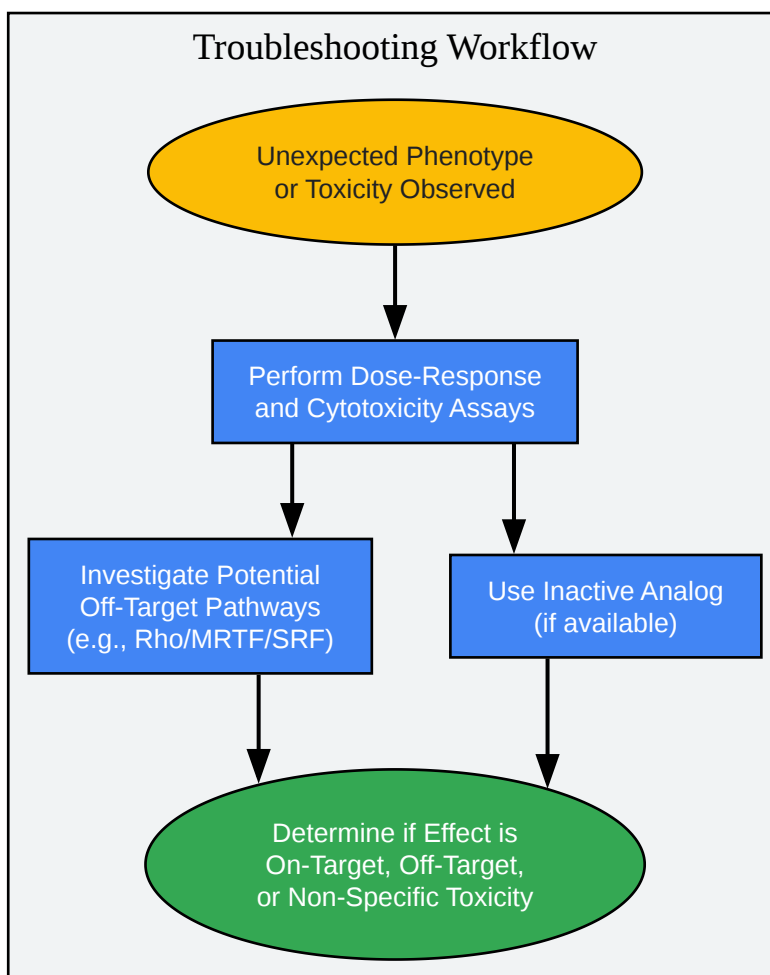 Troubleshooting Workflow
Unexpected Phenotype
or Toxicity Observed
Perform Dose-Response
and Cytotoxicity Assays
Investigate Potential
Off-Target Pathways
(e.g., Rho/MRTF/SRF)
Use Inactive Analog
(if available)
Determine if Effect is
On-Target, Off-Target,
or Non-Specific Toxicity